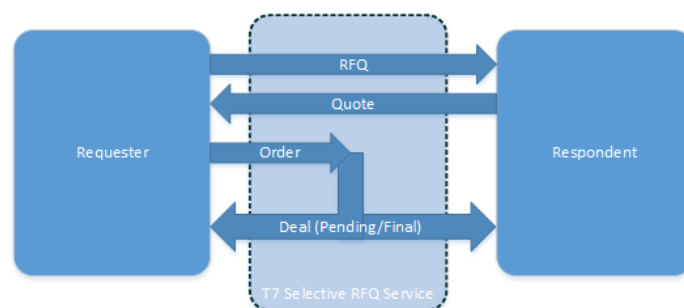 RFQ
Quote
Requester
Order
Respondent
Deal (Pending/Final)
T7 Selective RFQ Service